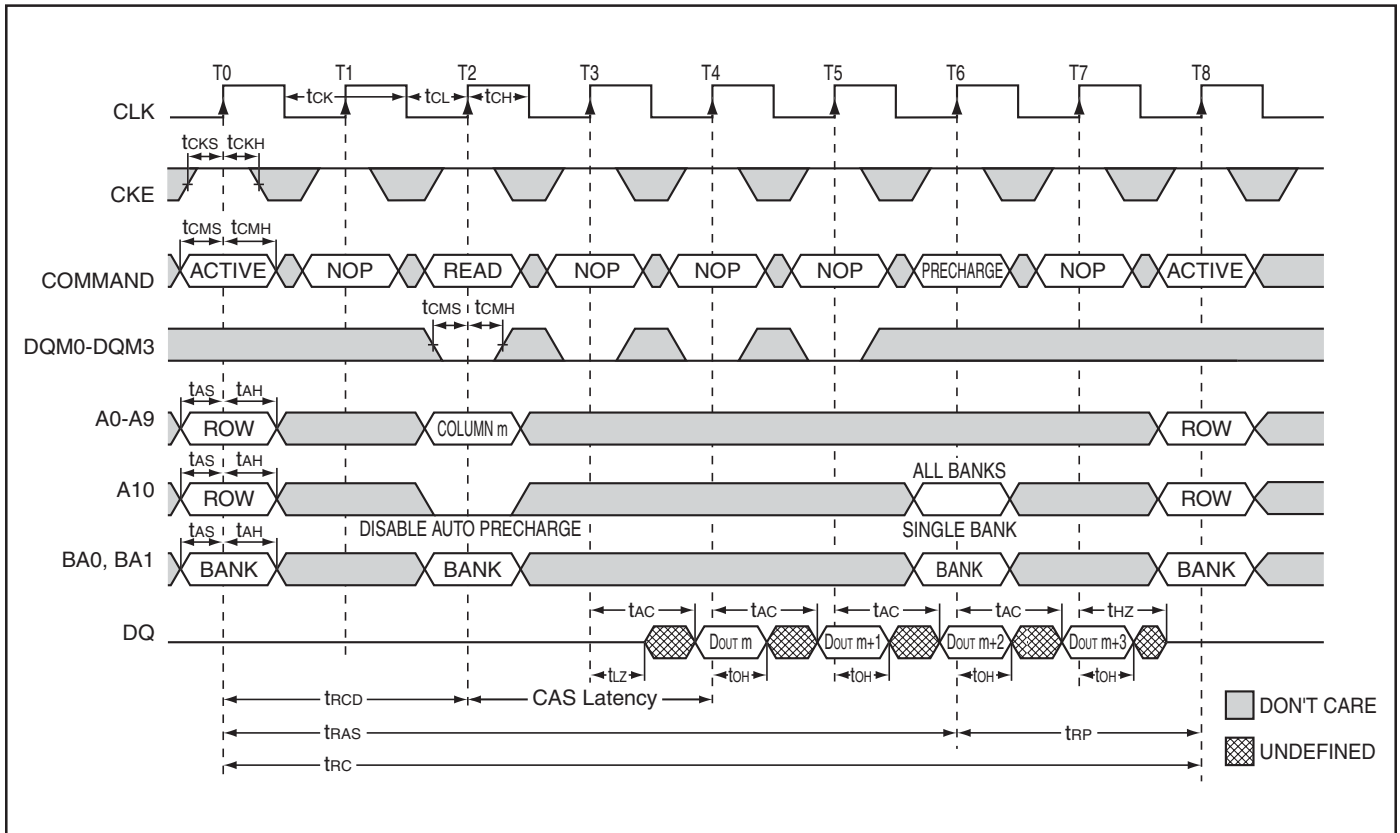 T0 T1 T2 T3 T4 T5 T6 T7 T8
CLK tCK tCL tCH
tCKS tCKH
CKE
tCMS tCMH
COMMAND ACTIVE NOP READ NOP NOP NOP PRECHARGE NOP ACTIVE
tCMS tCMH
DQM0-DQM3
tAS tAH
A0-A9 ROW COLUMN m ROW
tAS tAH ALL BANKS
A10 ROW ROW
DISABLE AUTO PRECHARGE SINGLE BANK
tAS tAH
BA0, BA1 BANK BANK BANK BANK
tAC tAC tAC tAC tHZ
DQ DOUT m DOUT m+1 DOUT m+2 DOUT m+3
tLZ tOH tOH tOH tOH
tRCD CAS Latency
DON'T CARE
tRAS tRP
UNDEFINED
tRC